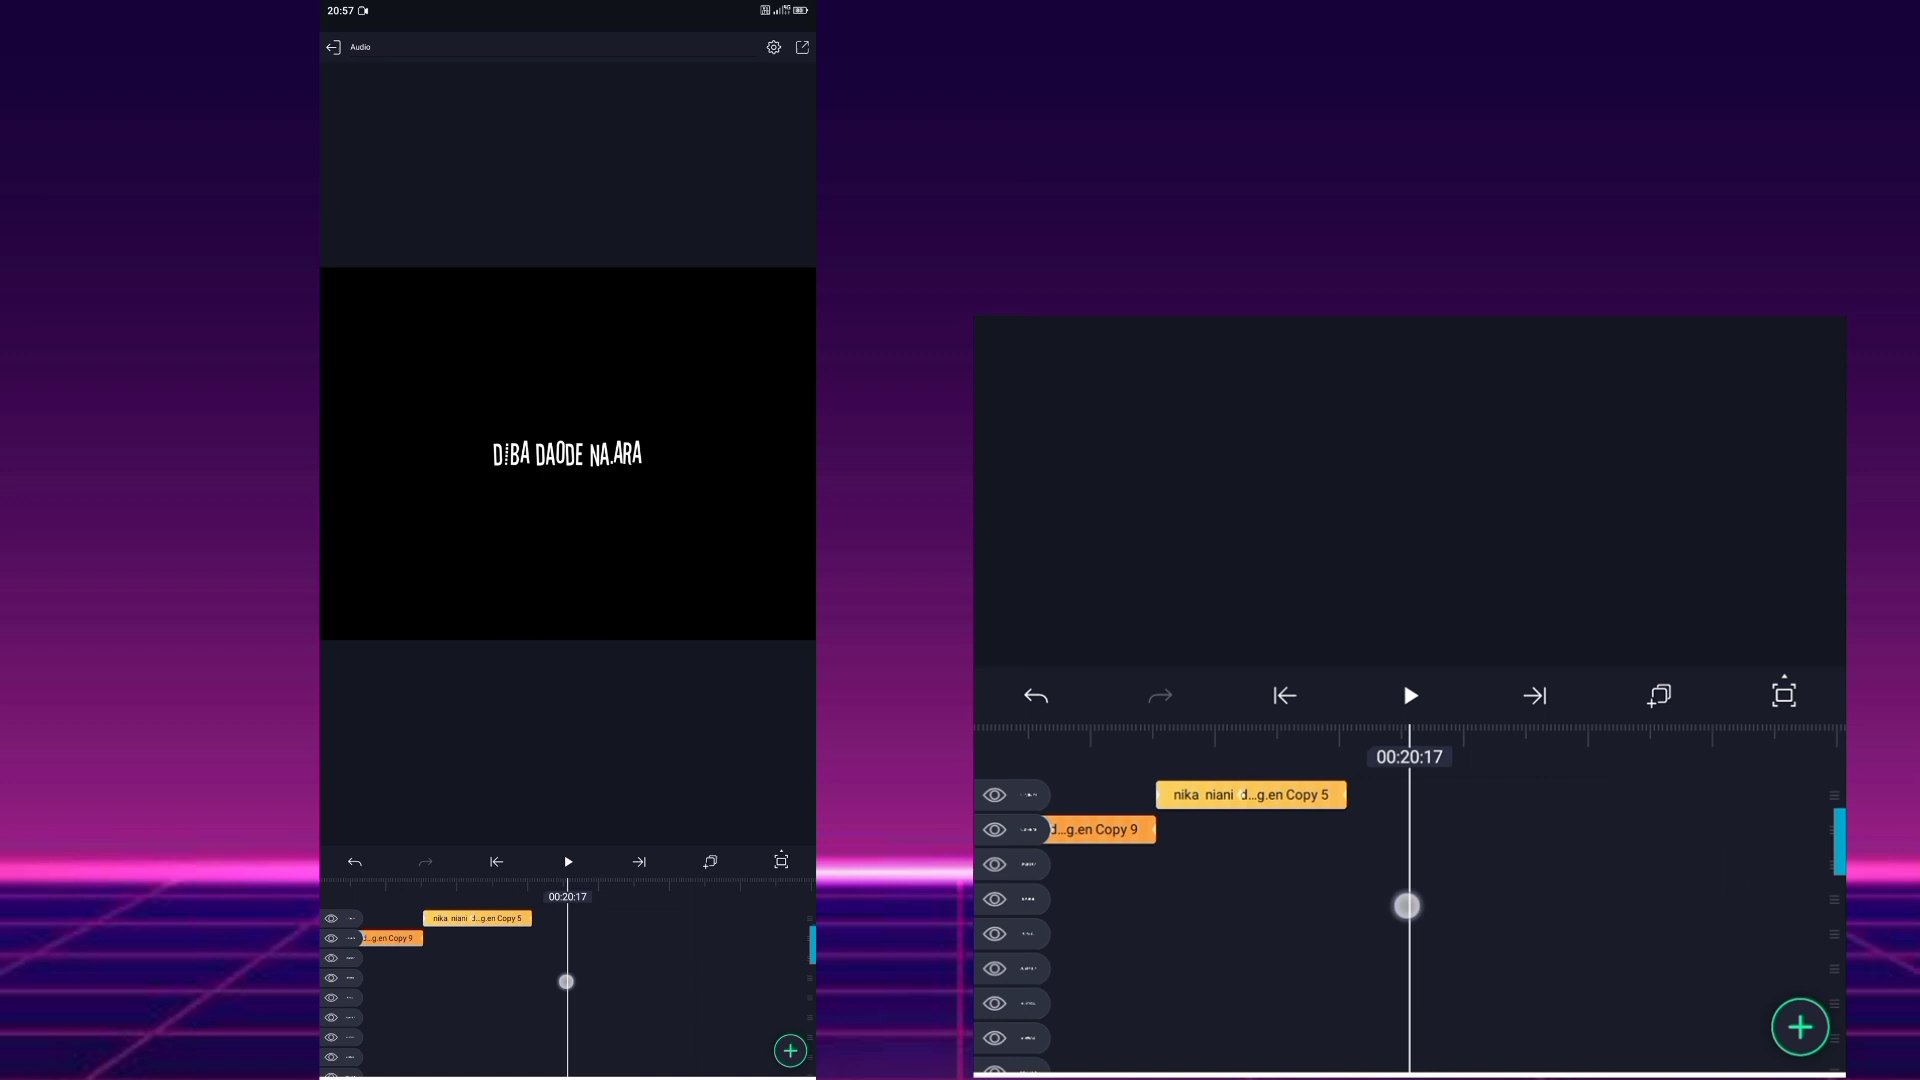 20:57
Audio
DIBA DAODE NA.ARA
00:20:17
nika niani d...g.en Copy 5
d...g.en Copy 9
00:20:17
nika niani d...g.en Copy 5
d...g.en Copy 9